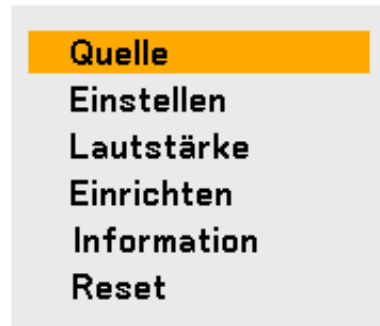 Quelle
Einstellen
Lautstärke
Einrichten
Information
Reset